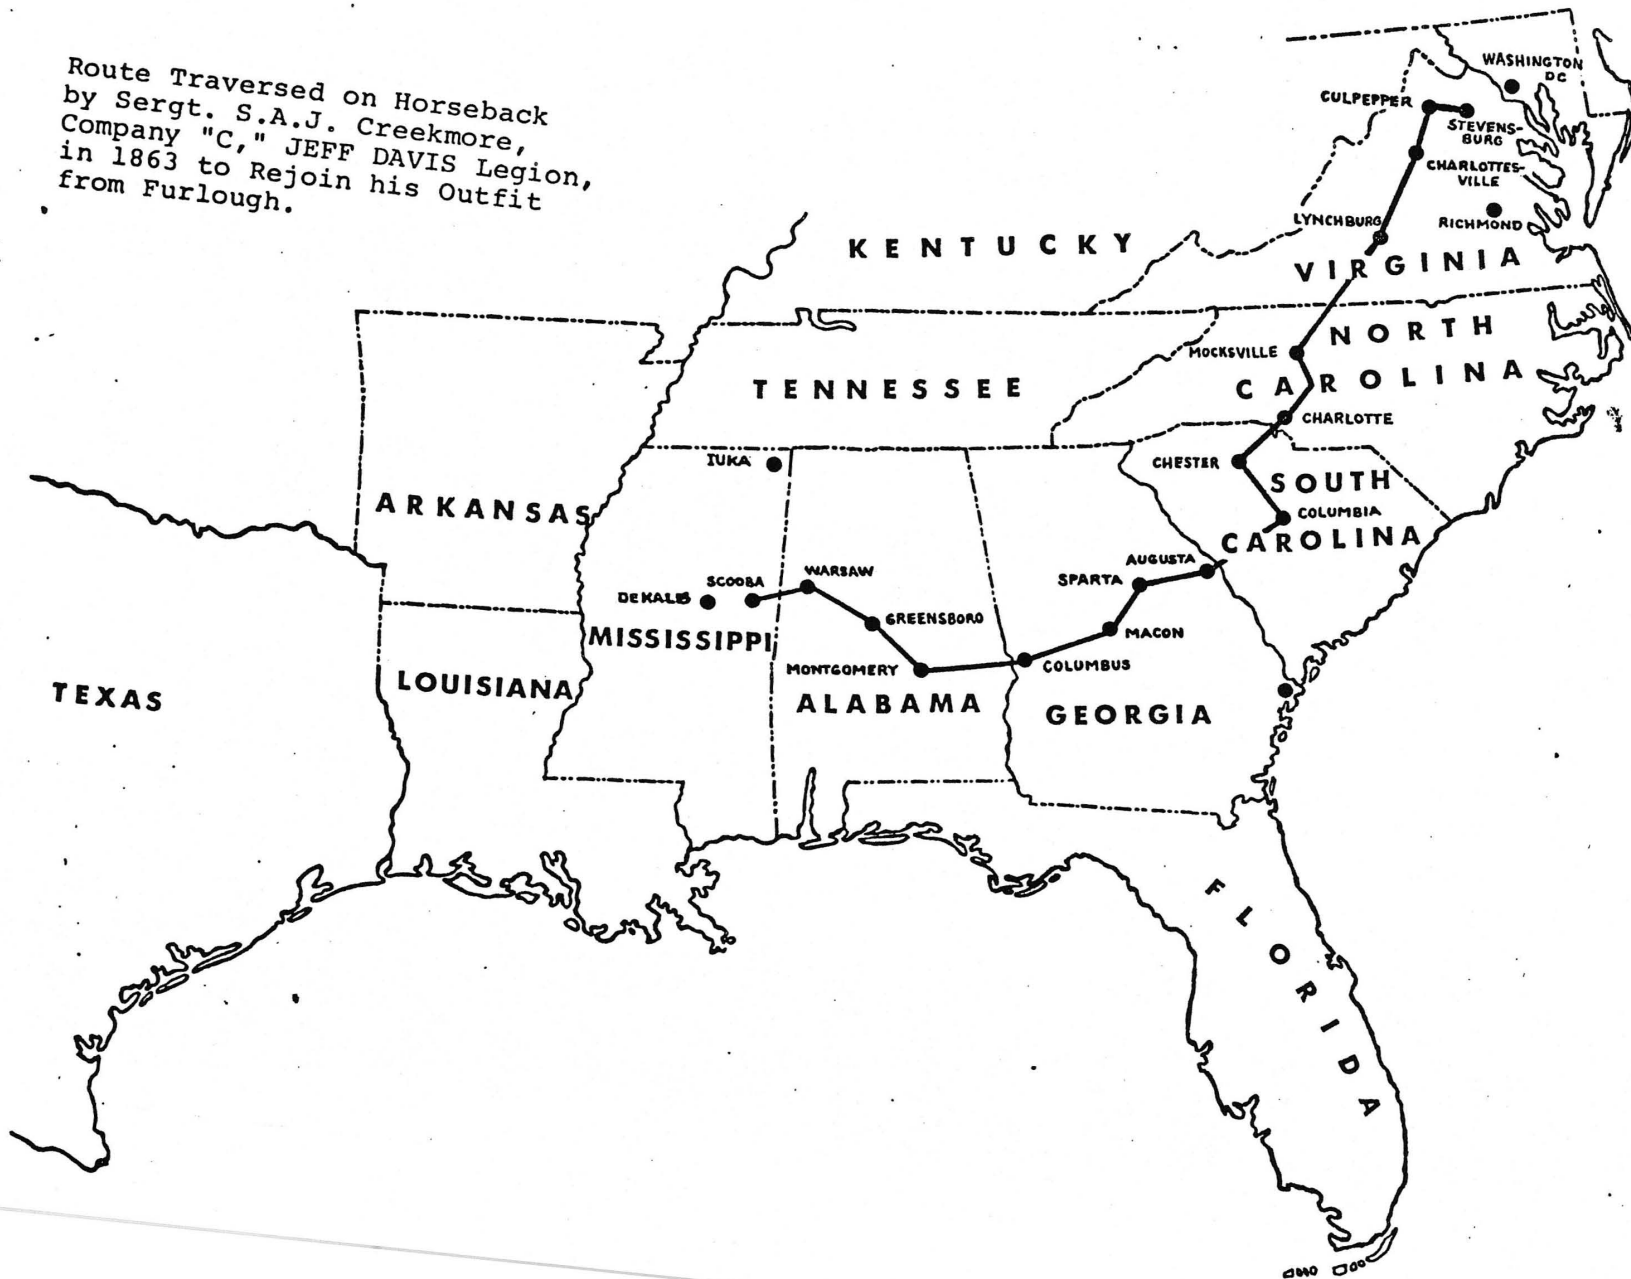 Route Traversed on Horseback
by Sergt. S.A.J. Creekmore,
Company "C," JEFF DAVIS Legion,
in 1863 to Rejoin his Outfit
from Furlough.
WASHINGTON
DC
CULPEPPER
STEVENS-
BURG
CHARLOTTES-
VILLE
LYNCHBURG
RICHMOND
KENTUCKY
VIRGINIA
NORTH
CAROLINA
MOCKSVILLE
TENNESSEE
CHARLOTTE
IUKA
CHESTER
SOUTH
CAROLINA
COLUMBIA
ARKANSAS
AUGUSTA
SPARTA
WARSAW
SCOOBA
DEKALB
GREENSBORO
MACON
MISSISSIPPI
MONTGOMERY
COLUMBUS
TEXAS
LOUISIANA
ALABAMA
GEORGIA
FLORIDA